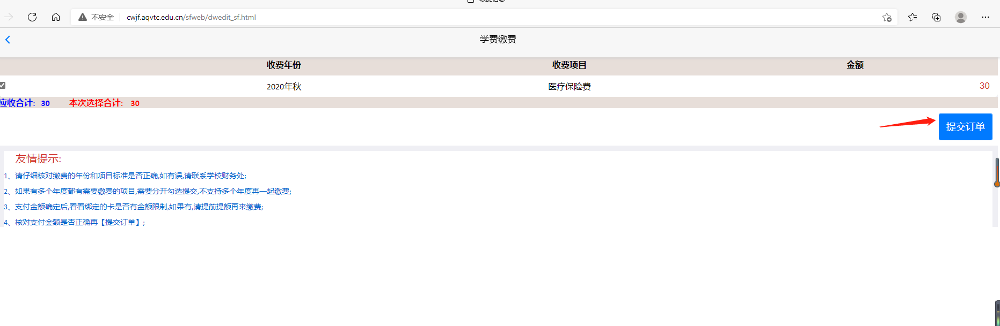 不安全 cwjf.aqvtc.edu.cn/sfweb/dwedit_sf.html
学费缴费
收费年份 收费项目 金额
2020年秋 医疗保险费 30
应收合计: 30 本次选择合计: 30
提交订单
友情提示:
1、请仔细核对缴费的年份和项目标准是否正确,如有误,请联系学校财务处;
2、如果有多个年度都有需要缴费的项目,需要分开勾选提交,不支持多个年度再一起缴费;
3、支付金额确定后,看看绑定的卡是否有金额限制,如果有,请提前提额再来缴费;
4、核对支付金额是否正确再【提交订单】;